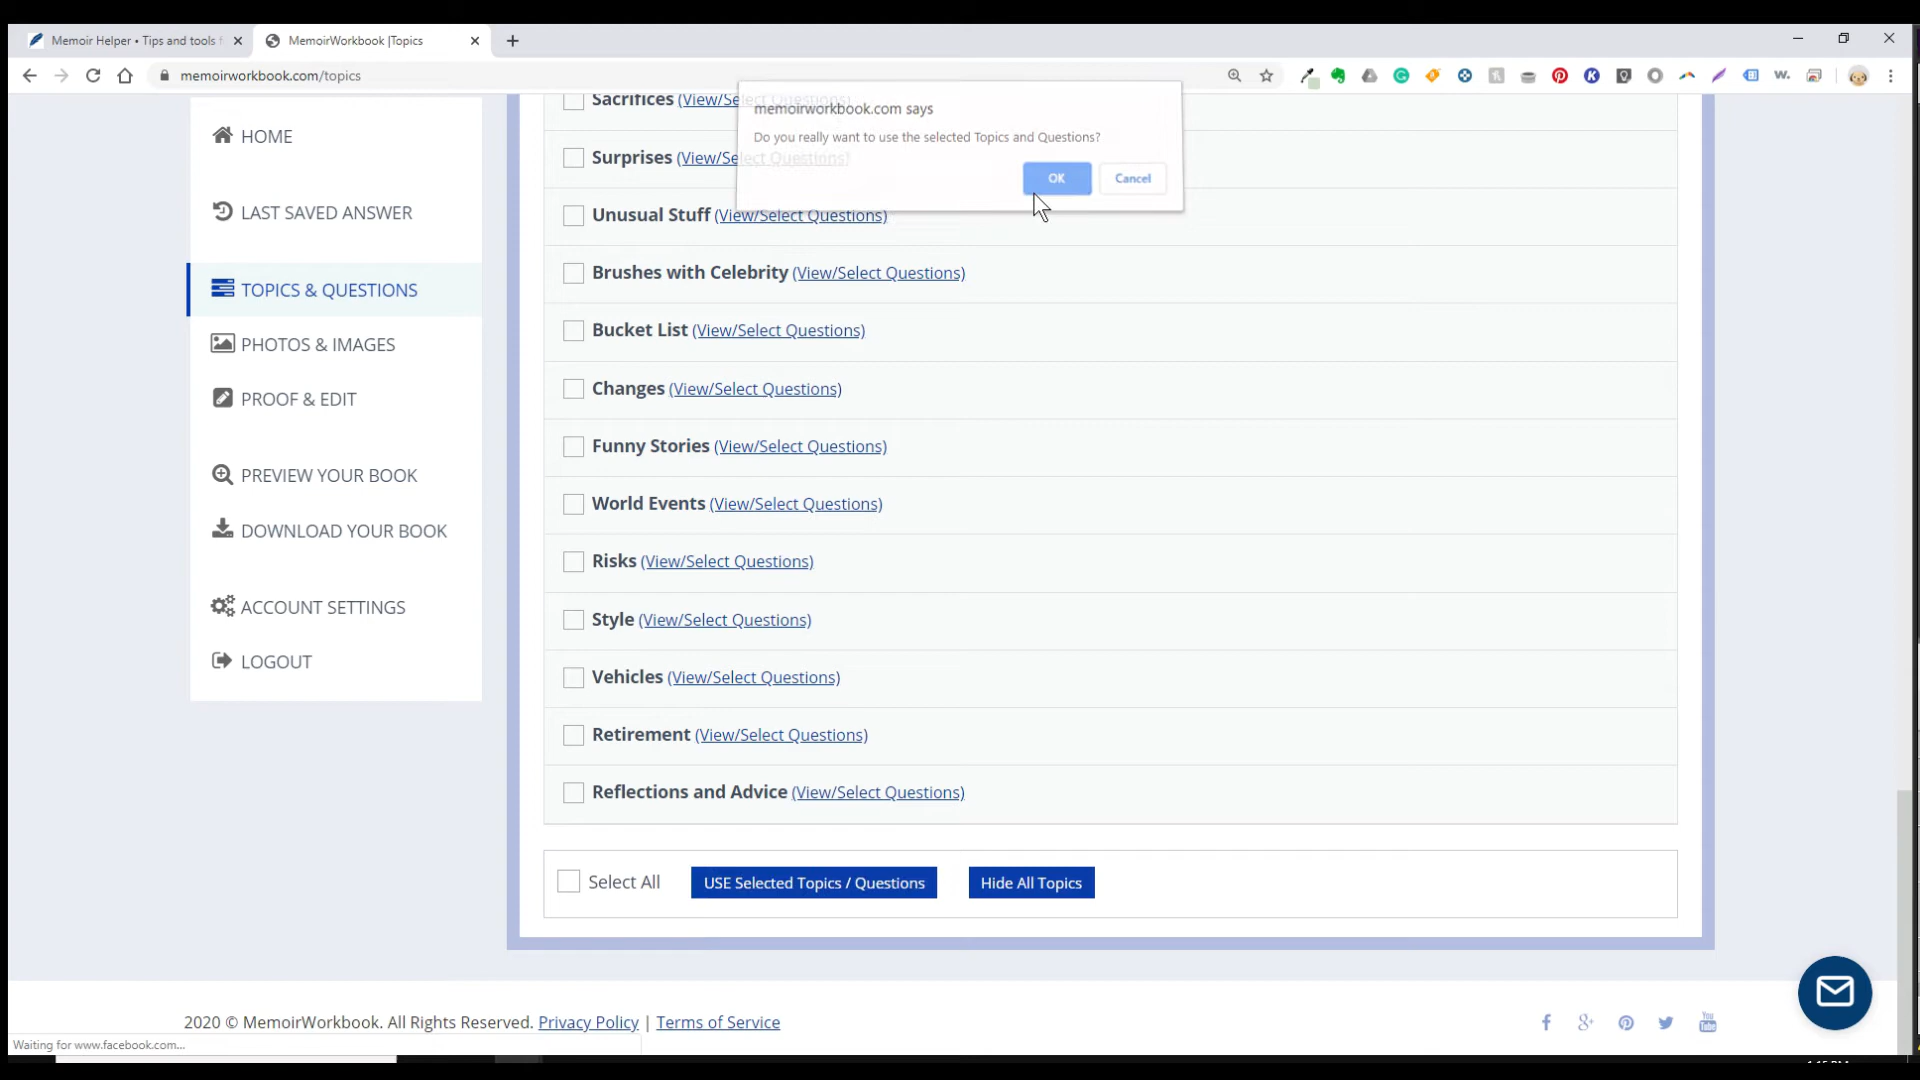 Memoir Helper • Tips and tools f
MemoirWorkbook |Topics
memoirworkbook.com/topics
memoirworkbook.com says
Do you really want to use the selected Topics and Questions?
OK
Cancel
HOME
LAST SAVED ANSWER
TOPICS & QUESTIONS
PHOTOS & IMAGES
PROOF & EDIT
PREVIEW YOUR BOOK
DOWNLOAD YOUR BOOK
ACCOUNT SETTINGS
LOGOUT
Sacrifices (View/Select Questions)
Surprises (View/Select Questions)
Unusual Stuff (View/Select Questions)
Brushes with Celebrity (View/Select Questions)
Bucket List (View/Select Questions)
Changes (View/Select Questions)
Funny Stories (View/Select Questions)
World Events (View/Select Questions)
Risks (View/Select Questions)
Style (View/Select Questions)
Vehicles (View/Select Questions)
Retirement (View/Select Questions)
Reflections and Advice (View/Select Questions)
Select All
USE Selected Topics / Questions
Hide All Topics
2020 © MemoirWorkbook. All Rights Reserved. Privacy Policy | Terms of Service
Waiting for www.facebook.com...